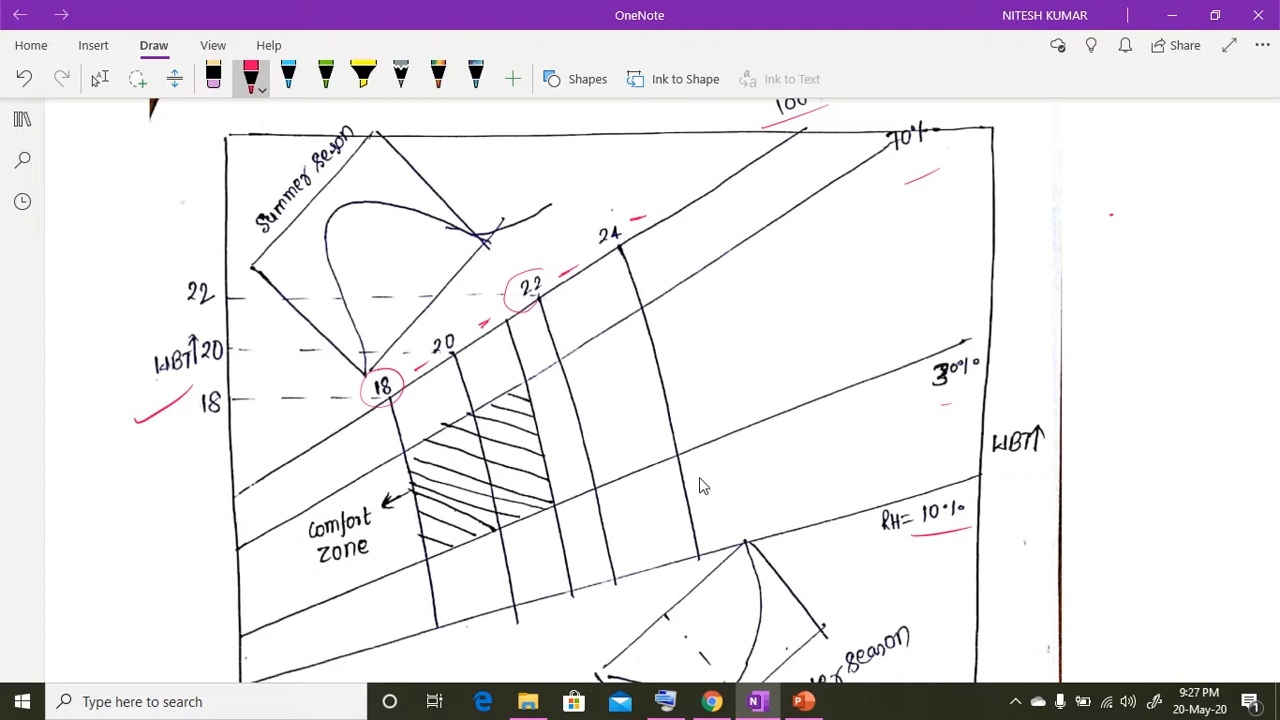 OneNote
NITESH KUMAR
Home
Insert
Draw
View
Help
Share
Shapes
Ink to Shape
Ink to Text
100
70%
Summer seson
24
22
22
WBT↑ 20
20
18
18
30%
WBT↑
comfort
zone
RH= 10%
season
Type here to search
9:27 PM
20-May-20